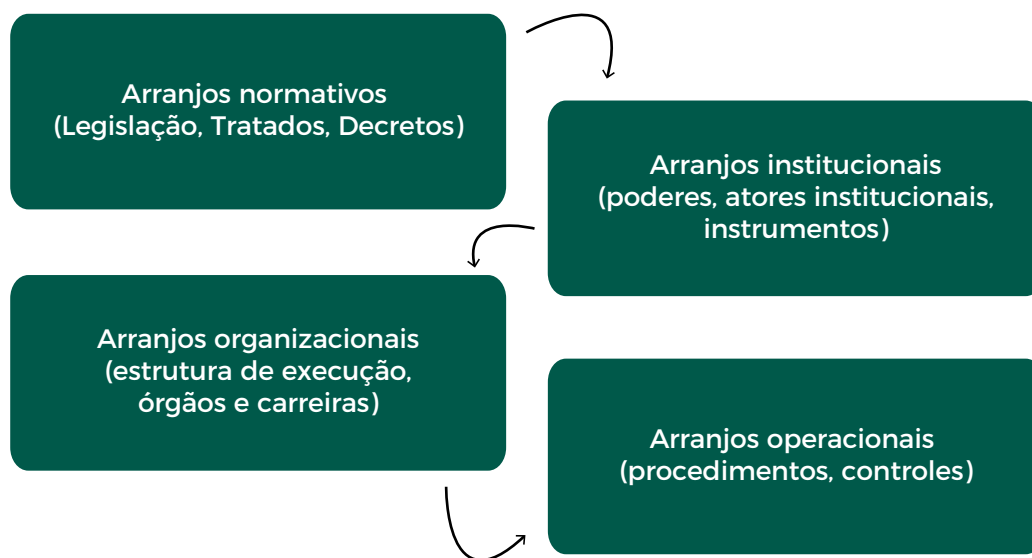 Arranjos normativos
(Legislação, Tratados, Decretos)
Arranjos institucionais
(poderes, atores institucionais,
instrumentos)
Arranjos organizacionais
(estrutura de execução,
órgãos e carreiras)
Arranjos operacionais
(procedimentos, controles)